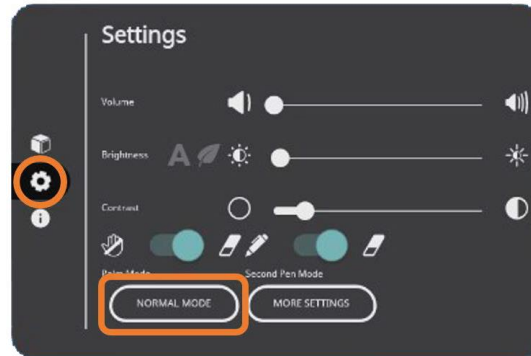 Settings
Volume
Brightness A
Contrast
Palm Mode Second Pen Mode
NORMAL MODE MORE SETTINGS